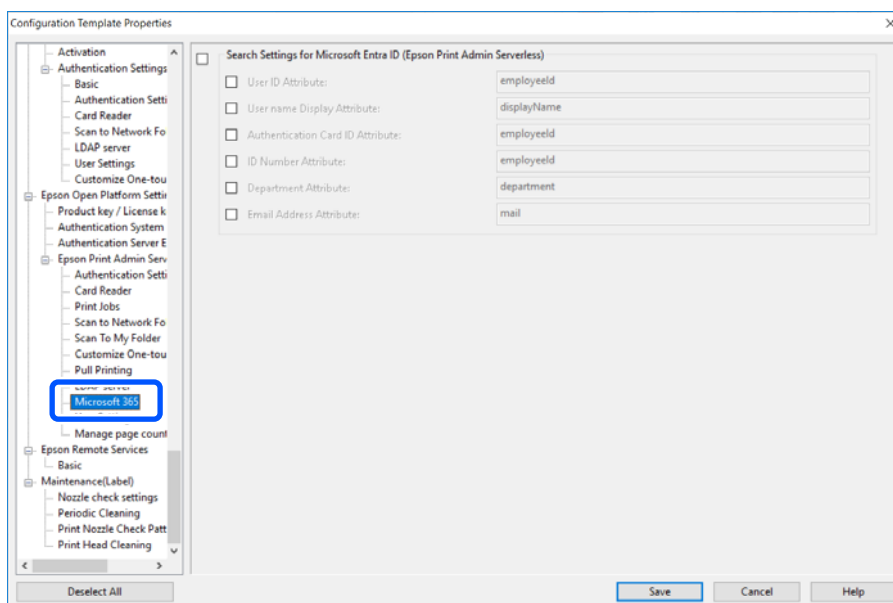 Configuration Template Properties
Activation
Authentication Settings
Basic
Authentication Setti
Card Reader
Scan to Network Fo
LDAP server
User Settings
Customize One-tou
Epson Open Platform Settin
Product key / License k
Authentication System
Authentication Server E
Epson Print Admin Serv
Authentication Setti
Card Reader
Print Jobs
Scan to Network Fo
Scan To My Folder
Customize One-tou
Pull Printing
LDAP server
Microsoft 365
Manage page count
Epson Remote Services
Basic
Maintenance(Label)
Nozzle check settings
Periodic Cleaning
Print Nozzle Check Patt
Print Head Cleaning
Deselect All
Search Settings for Microsoft Entra ID (Epson Print Admin Serverless)
User ID Attribute: employeeId
User name Display Attribute: displayName
Authentication Card ID Attribute: employeeId
ID Number Attribute: employeeId
Department Attribute: department
Email Address Attribute: mail
Save Cancel Help